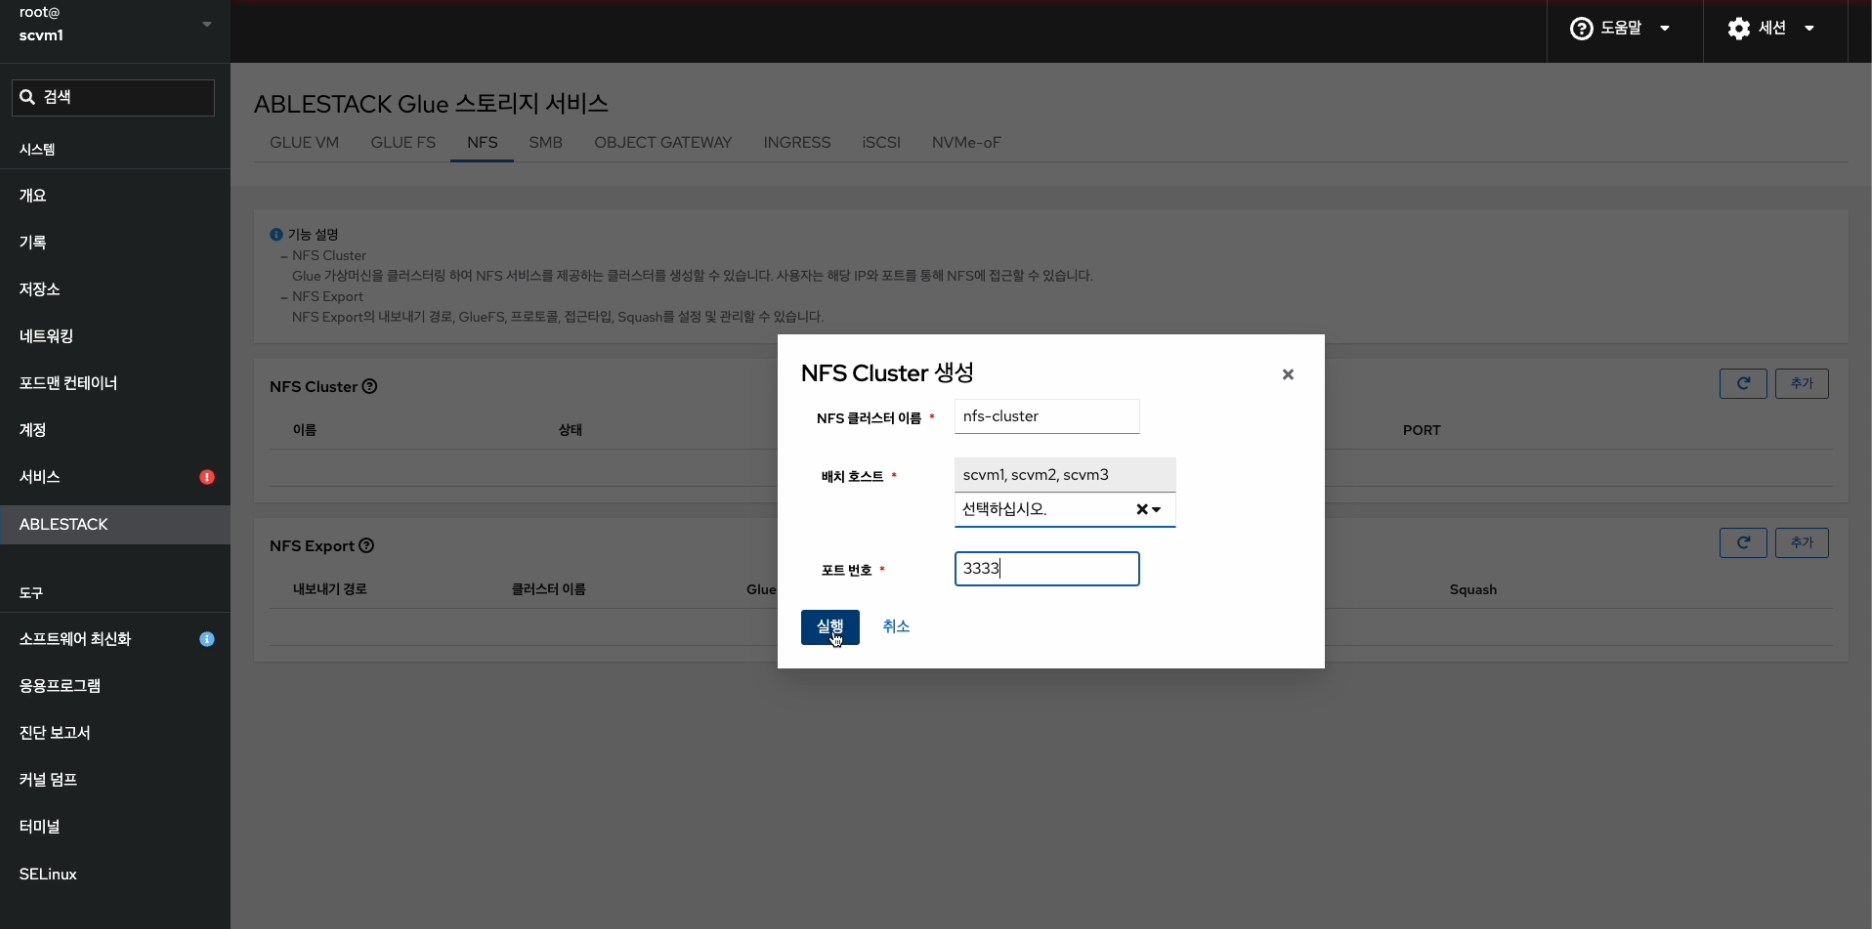 root@
scvm1
도움말
세션
검색
시스템
개요
기록
저장소
네트워킹
포드맨 컨테이너
계정
서비스
ABLESTACK
도구
소프트웨어 최신화
응용프로그램
진단 보고서
커널 덤프
터미널
SELinux
ABLESTACK Glue 스토리지 서비스
GLUE VM GLUE FS NFS SMB OBJECT GATEWAY INGRESS iSCSI NVMe-oF
기능 설명
– NFS Cluster
Glue 가상머신을 클러스터링 하여 NFS 서비스를 제공하는 클러스터를 생성할 수 있습니다. 사용자는 해당 IP와 포트를 통해 NFS에 접근할 수 있습니다.
– NFS Export
NFS Export의 내보내기 경로, GlueFS, 프로토콜, 접근타입, Squash를 설정 및 관리할 수 있습니다.
NFS Cluster
추가
이름 상태 PORT
NFS Export
추가
내보내기 경로 클러스터 이름 Glue Squash
NFS Cluster 생성
NFS 클러스터 이름 * nfs-cluster
배치 호스트 * scvm1, scvm2, scvm3
선택하십시오.
포트 번호 * 3333
실행 취소